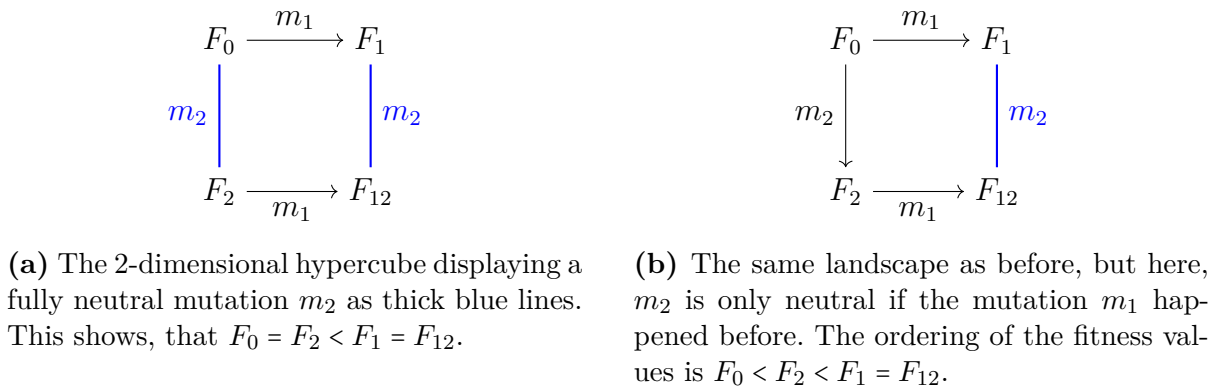 F₀ m₁ F₁
m₂ m₂
F₂ m₁ F₁₂
F₀ m₁ F₁
m₂ m₂
F₂ m₁ F₁₂
(a) The 2-dimensional hypercube displaying a
fully neutral mutation m₂ as thick blue lines.
This shows, that F₀ = F₂ < F₁ = F₁₂.
(b) The same landscape as before, but here,
m₂ is only neutral if the mutation m₁ hap-
pened before. The ordering of the fitness val-
ues is F₀ < F₂ < F₁ = F₁₂.